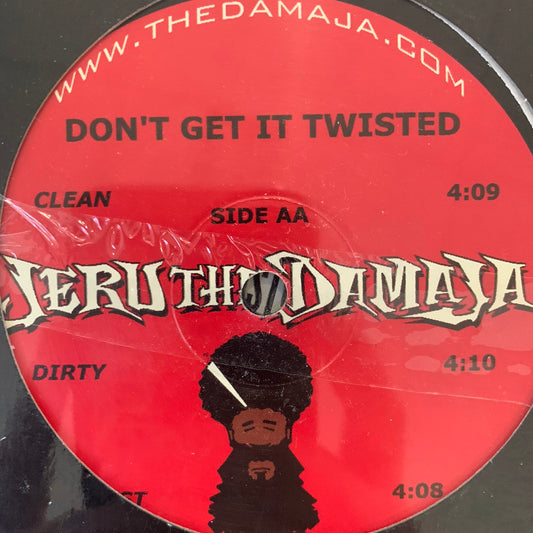 WWW.THEDAMAJA.COM
DON'T GET IT TWISTED
CLEAN 4:09
SIDE AA
JERU THE DAMAJA
DIRTY 4:10
4:08